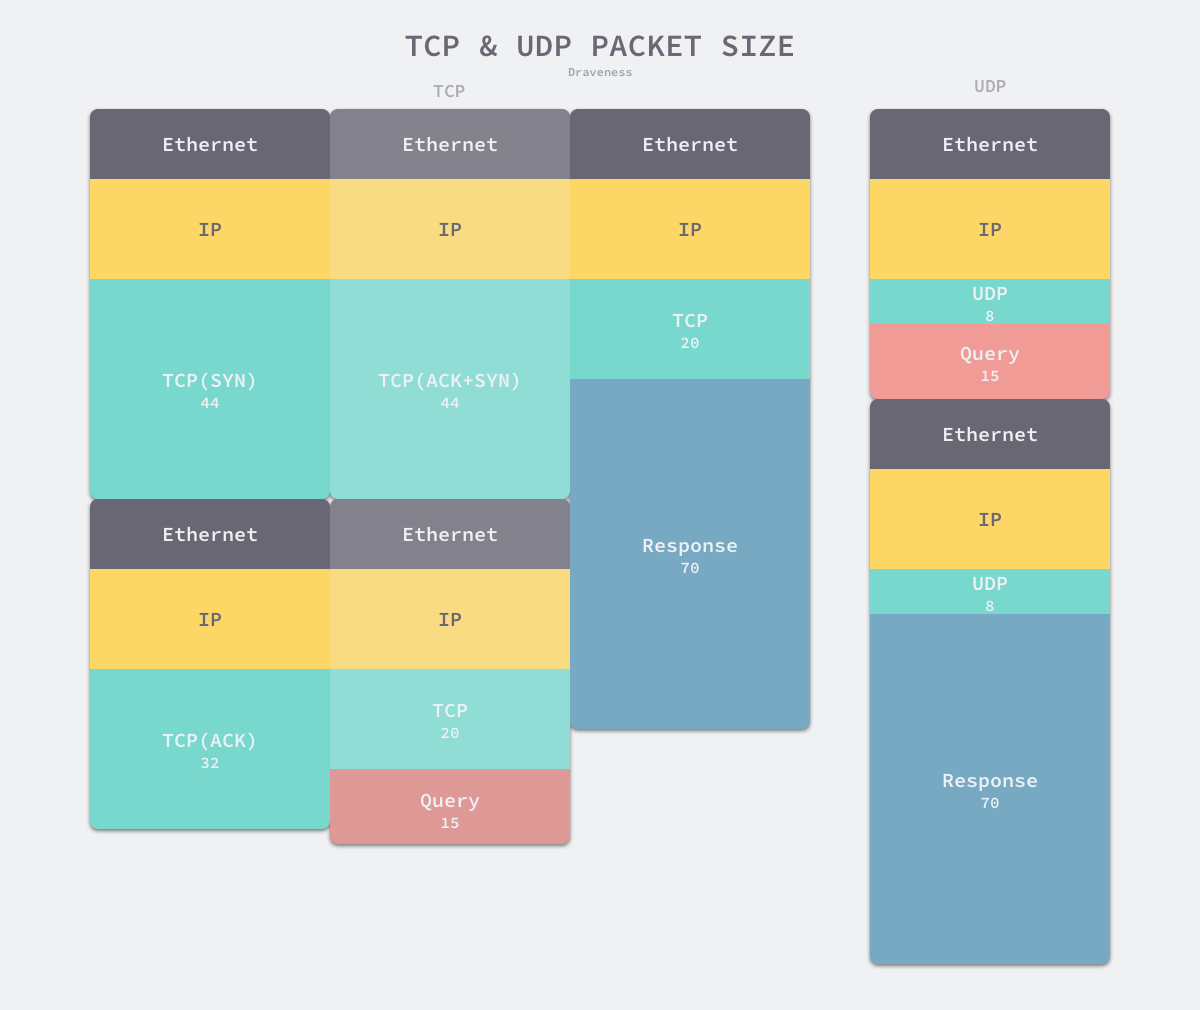 TCP & UDP PACKET SIZE
Draveness
TCP
Ethernet
IP
TCP(SYN)
44
Ethernet
IP
TCP(ACK)
32
Ethernet
IP
TCP(ACK+SYN)
44
Ethernet
IP
TCP
20
Query
15
Ethernet
IP
TCP
20
Response
70
UDP
Ethernet
IP
UDP
8
Query
15
Ethernet
IP
UDP
8
Response
70